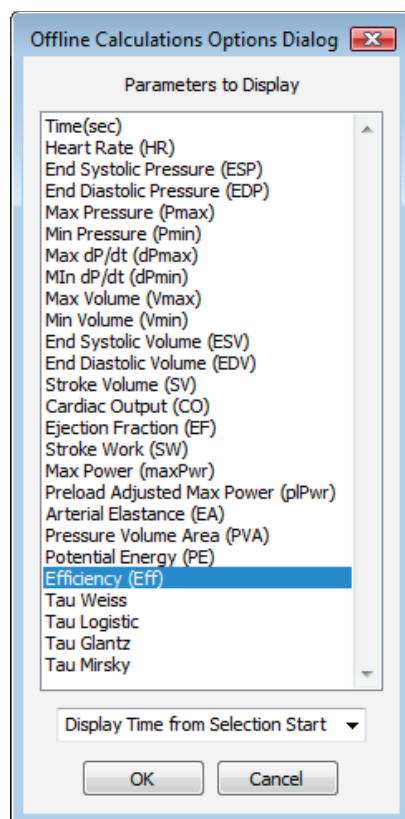 Offline Calculations Options Dialog
Parameters to Display
Time(sec)
Heart Rate (HR)
End Systolic Pressure (ESP)
End Diastolic Pressure (EDP)
Max Pressure (Pmax)
Min Pressure (Pmin)
Max dP/dt (dPmax)
MIn dP/dt (dPmin)
Max Volume (Vmax)
Min Volume (Vmin)
End Systolic Volume (ESV)
End Diastolic Volume (EDV)
Stroke Volume (SV)
Cardiac Output (CO)
Ejection Fraction (EF)
Stroke Work (SW)
Max Power (maxPwr)
Preload Adjusted Max Power (plPwr)
Arterial Elastance (EA)
Pressure Volume Area (PVA)
Potential Energy (PE)
Efficiency (Eff)
Tau Weiss
Tau Logistic
Tau Glantz
Tau Mirsky
Display Time from Selection Start
OK Cancel